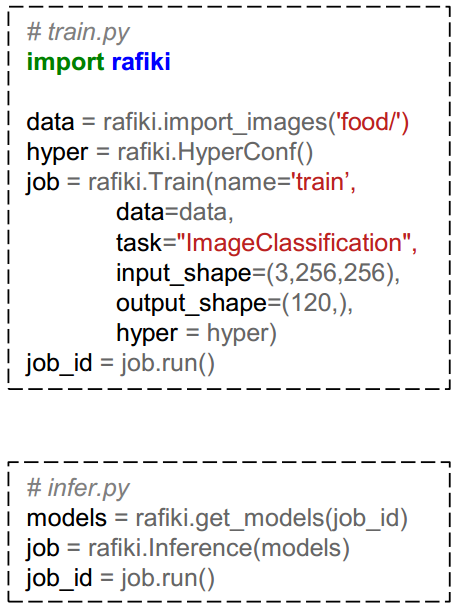 # train.py
import rafiki
data = rafiki.import_images('food/')
hyper = rafiki.HyperConf()
job = rafiki.Train(name='train’,
data=data,
task="ImageClassification",
input_shape=(3,256,256),
output_shape=(120,),
hyper = hyper)
job_id = job.run()
# infer.py
models = rafiki.get_models(job_id)
job = rafiki.Inference(models)
job_id = job.run()